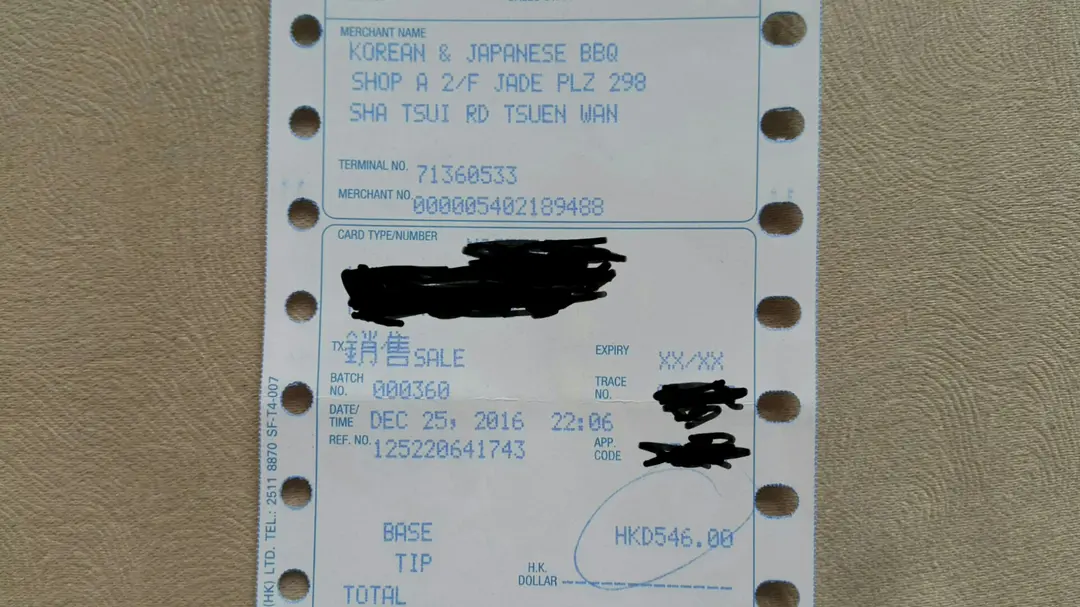 MERCHANT NAME
KOREAN & JAPANESE BBQ
SHOP A 2/F JADE PLZ 298
SHA TSUI RD TSUEN WAN
TERMINAL NO. 71360533
MERCHANT NO. 000005402189488
CARD TYPE/NUMBER
TX. 銷售 SALE
EXPIRY XX/XX
BATCH NO. 000360
TRACE NO.
DATE/TIME DEC 25, 2016 22:06
REF. NO. 125220641743
APP. CODE
BASE HKD546.00
TIP
H.K. DOLLAR
TOTAL
(HK) LTD. TEL.: 2511 8870 SF-T4-007